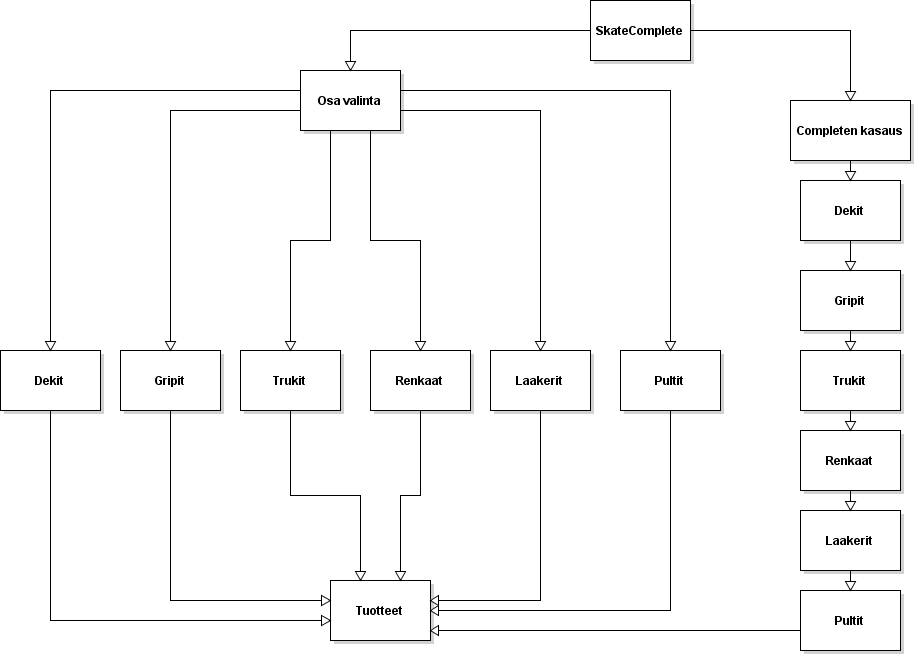 SkateComplete
Osa valinta
Completen kasaus
Dekit
Gripit
Dekit
Gripit
Trukit
Renkaat
Laakerit
Pultit
Trukit
Renkaat
Laakerit
Tuotteet
Pultit